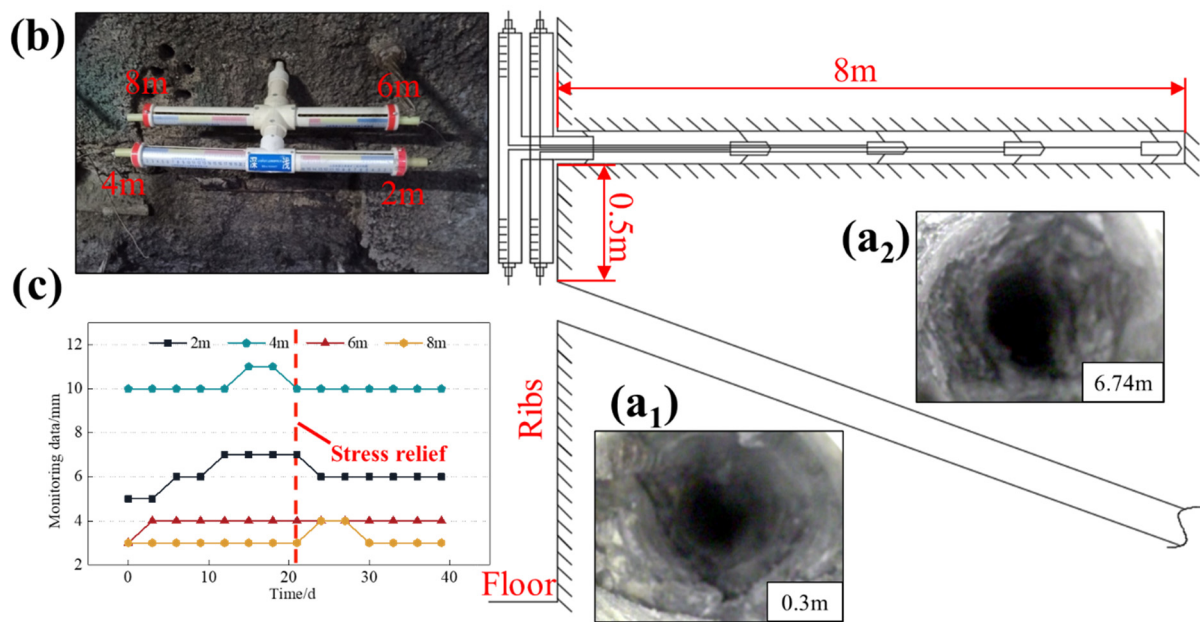 (b)
8m
6m
4m
2m
8m
0.5m
(a2)
6.74m
(c)
12
10
8
6
4
2
2m
4m
6m
8m
Stress relief
Monitoring data/mm
0
10
20
30
40
Time/d
Ribs
Floor
(a1)
0.3m